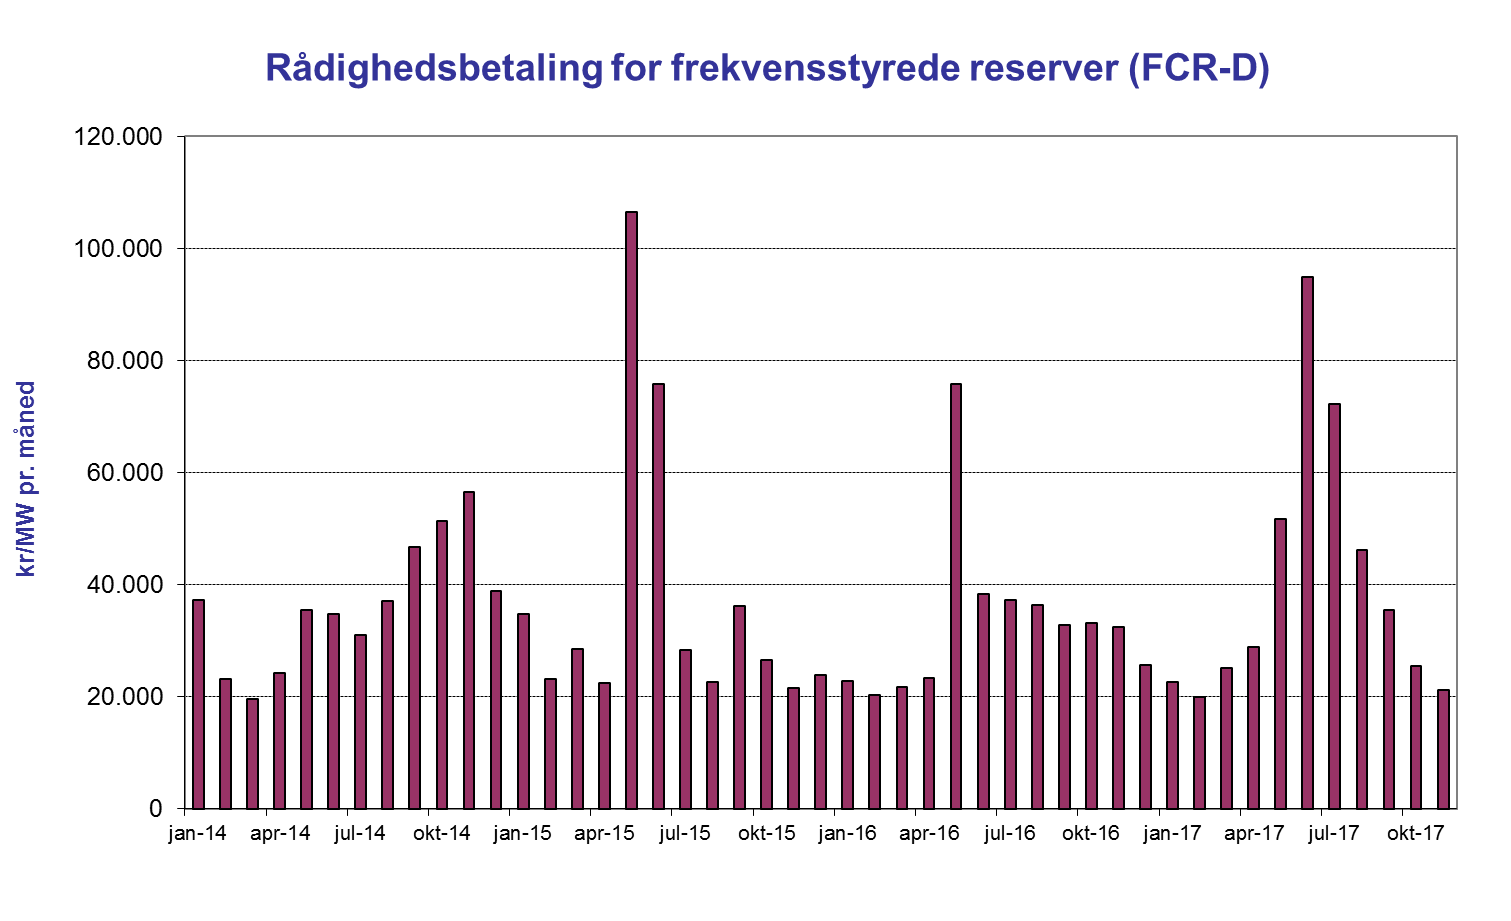 Rådighedsbetaling for frekvensstyrede reserver (FCR-D)
120.000
100.000
80.000
60.000
40.000
20.000
0
kr/MW pr. måned
jan-14 apr-14 jul-14 okt-14 jan-15 apr-15 jul-15 okt-15 jan-16 apr-16 jul-16 okt-16 jan-17 apr-17 jul-17 okt-17